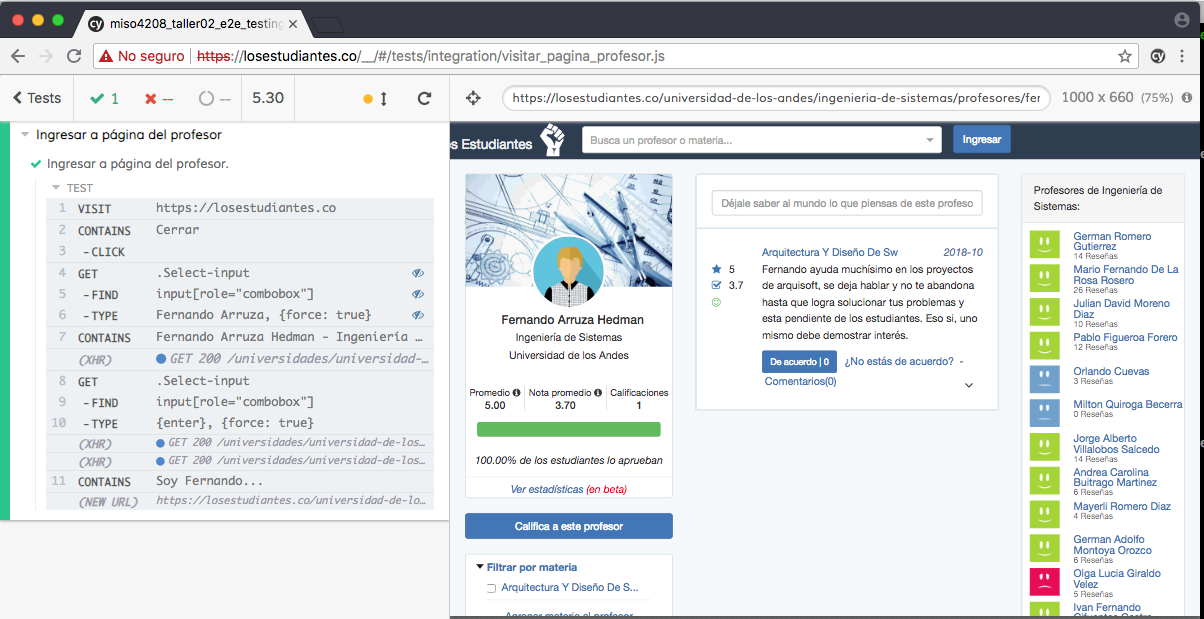 miso4208_taller02_e2e_testing
No seguro
https://losestudiantes.co/__/#/tests/integration/visitar_pagina_profesor.js
Tests
1
--
--
5.30
https://losestudiantes.co/universidad-de-los-andes/ingenieria-de-sistemas/profesores/fer
1000 x 660 (75%)
Ingresar a página del profesor
Ingresar a página del profesor.
TEST
1 VISIT https://losestudiantes.co
2 CONTAINS Cerrar
3 -CLICK
4 GET .Select-input
5 -FIND input[role="combobox"]
6 -TYPE Fernando Arruza, {force: true}
7 CONTAINS Fernando Arruza Hedman - Ingeniería …
(XHR) GET 200 /universidades/universidad-…
8 GET .Select-input
9 -FIND input[role="combobox"]
10 -TYPE {enter}, {force: true}
(XHR) GET 200 /universidades/universidad-de-los…
(XHR) GET 200 /universidades/universidad-de-los…
11 CONTAINS Soy Fernando...
(NEW URL) https://losestudiantes.co/universidad-de-lo…
s Estudiantes
Busca un profesor o materia...
Ingresar
Fernando Arruza Hedman
Ingeniería de Sistemas
Universidad de los Andes
Promedio Nota promedio Calificaciones
5.00 3.70 1
100.00% de los estudiantes lo aprueban
Ver estadísticas (en beta)
Califica a este profesor
Filtrar por materia
Arquitectura Y Diseño De S...
Agregar materia al profesor
Déjale saber al mundo lo que piensas de este profeso
Arquitectura Y Diseño De Sw 2018-10
5
3.7
Fernando ayuda muchísimo en los proyectos
de arquisoft, se deja hablar y no te abandona
hasta que logra solucionar tus problemas y
esta pendiente de los estudiantes. Eso si, uno
mismo debe demostrar interés.
De acuerdo | 0 ¿No estás de acuerdo? -
Comentarios(0)
Profesores de Ingeniería de
Sistemas:
German Romero
Gutierrez
14 Reseñas
Mario Fernando De La
Rosa Rosero
26 Reseñas
Julian David Moreno
Diaz
10 Reseñas
Pablo Figueroa Forero
12 Reseñas
Orlando Cuevas
3 Reseñas
Milton Quiroga Becerra
0 Reseñas
Jorge Alberto
Villalobos Salcedo
14 Reseñas
Andrea Carolina
Buitrago Martinez
6 Reseñas
Mayerli Romero Diaz
4 Reseñas
German Adolfo
Montoya Orozco
6 Reseñas
Olga Lucia Giraldo
Velez
5 Reseñas
Ivan Fernando
Cifuentes Castro